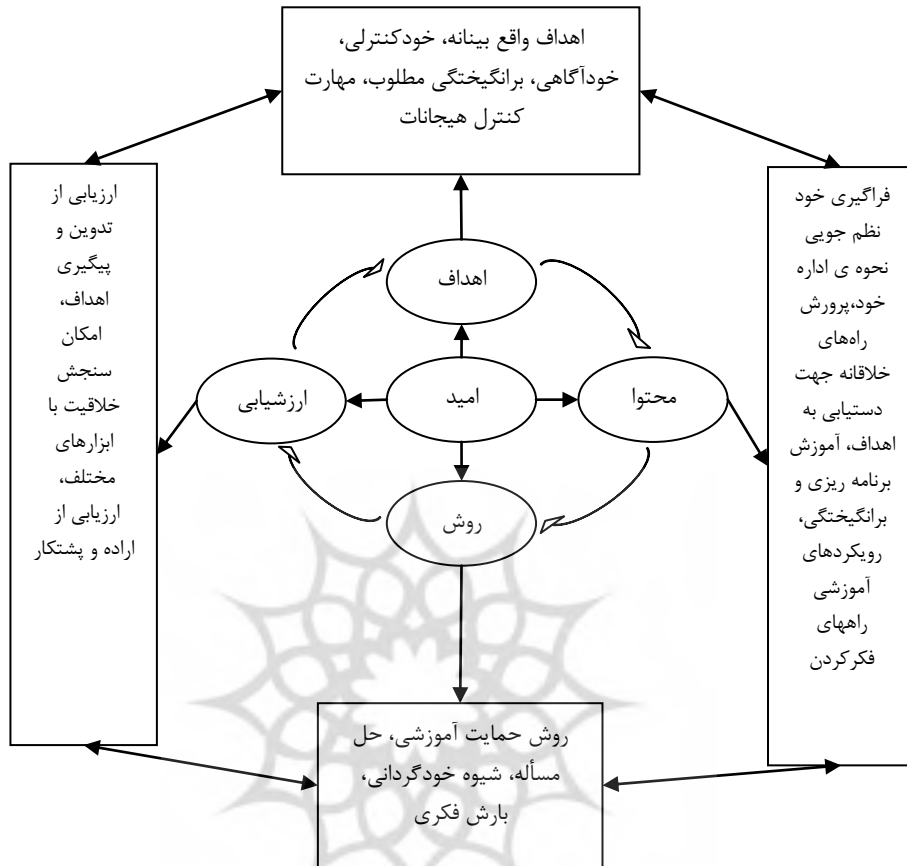 اهداف واقع بینانه، خودکنترلی،
خودآگاهی، برانگیختگی مطلوب، مهارت
کنترل هیجانات
فراگیری خود
نظم جویی
نحوه ی اداره
خود،پرورش
راه‌های
خلاقانه جهت
دستیابی به
اهداف، آموزش
برنامه ریزی و
برانگیختگی،
رویکردهای
آموزشی
راههای
فکرکردن
ارزیابی از
تدوین و
پیگیری
اهداف،
امکان
سنجش
خلاقیت با
ابزارهای
مختلف،
ارزیابی از
اراده و پشتکار
اهداف
محتوا
امید
ارزشیابی
روش
روش حمایت آموزشی، حل
مسأله، شیوه خودگردانی،
بارش فکری